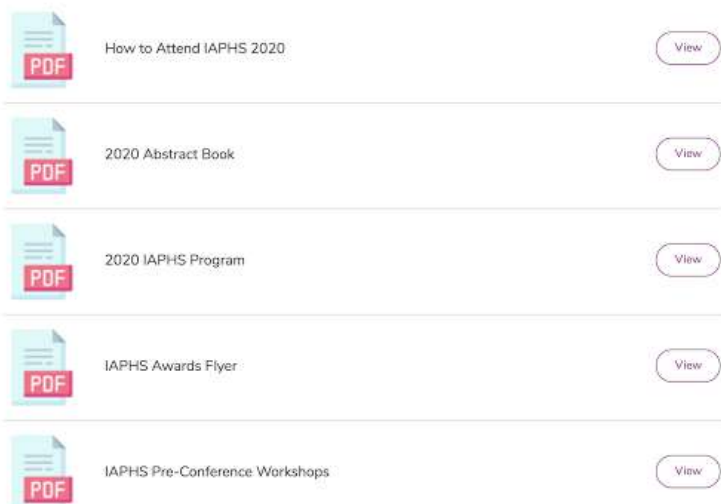 PDF
How to Attend IAPHS 2020
View
PDF
2020 Abstract Book
View
PDF
2020 IAPHS Program
View
PDF
IAPHS Awards Flyer
View
PDF
IAPHS Pre-Conference Workshops
View